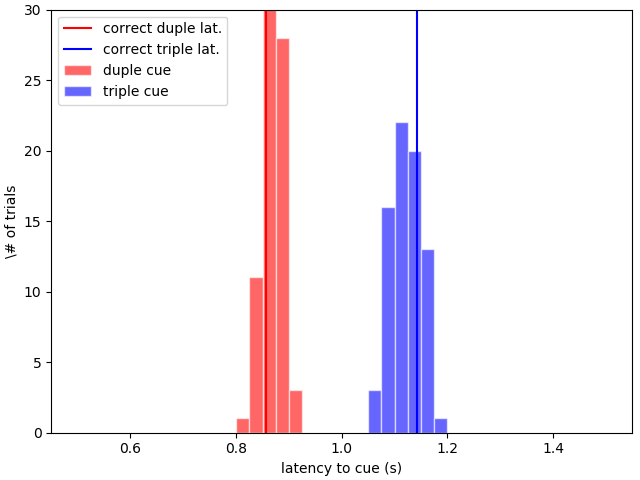 30
25
20
15
10
5
0
\# of trials
correct duple lat.
correct triple lat.
duple cue
triple cue
0.6
0.8
1.0
1.2
1.4
latency to cue (s)